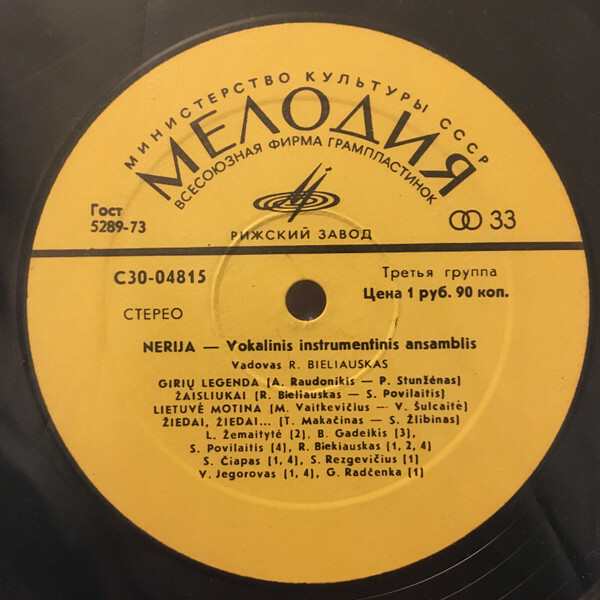 МИНИСТЕРСТВО КУЛЬТУРЫ СССР
МЕЛОДИЯ
ВСЕСОЮЗНАЯ ФИРМА ГРАМПЛАСТИНОК
Гост
5289-73
33
РИЖСКИЙ ЗАВОД
С30-04815
Третья группа
Цена 1 руб. 90 коп.
СТЕРЕО
NERIJA — Vokalinis instrumentinis ansamblis
Vadovas R. BIELIAUSKAS
GIRIŲ LEGENDA (A. Raudonikis — P. Stunžėnas)
ŽAISLIUKAI (R. Bieliauskas — S. Povilaitis)
LIETUVĖ MOTINA (M. Vaitkevičius — V. Šulcaitė)
ŽIEDAI, ŽIEDAI... (T. Makačinas — S. Žlibinas)
L. Žemaitytė (2), B. Gadeikis (3),
S. Povilaitis (4), R. Biekiauskas (1, 2, 4)
S. Čiapas (1, 4), S. Rezgevičius (1)
V. Jegorovas (1, 4), G. Radčenka (1)